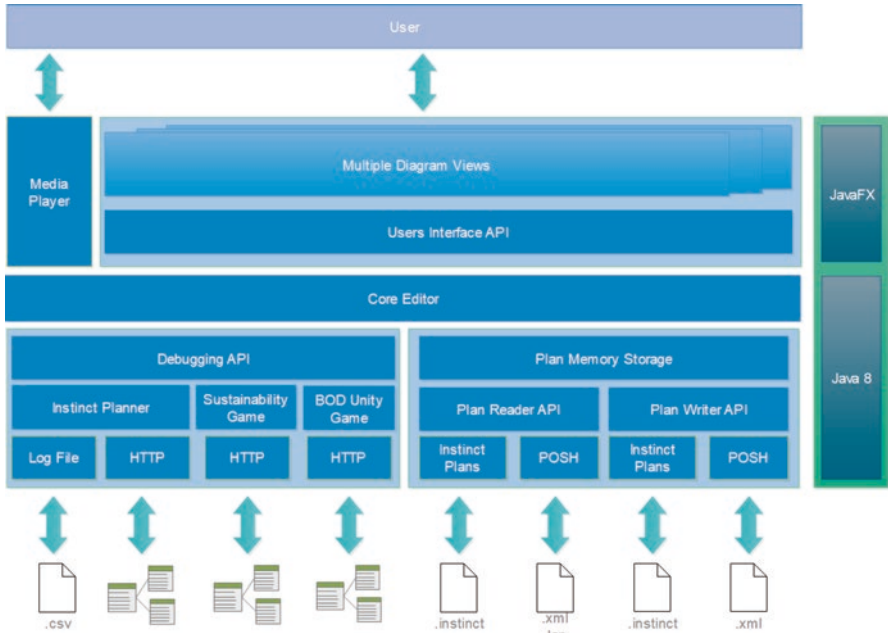 User
Media
Player
Multiple Diagram Views
JavaFX
Users Interface API
Core Editor
Java 8
Debugging API
Plan Memory Storage
Instinct Planner
Sustainability
Game
BOD Unity
Game
Plan Reader API
Plan Writer API
Log File
HTTP
HTTP
HTTP
Instinct
Plans
POSH
Instinct
Plans
POSH
.csv
.instinct
.xml
.instinct
.xml